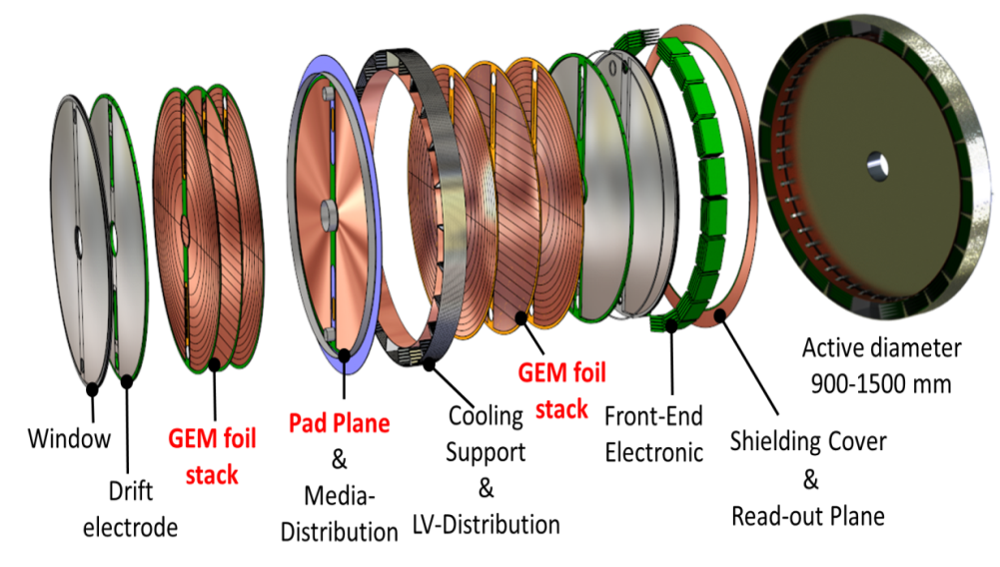 Window
Drift
electrode
GEM foil
stack
Pad Plane
&
Media-
Distribution
Cooling
Support
&
LV-Distribution
GEM foil
stack
Front-End
Electronic
Shielding Cover
&
Read-out Plane
Active diameter
900-1500 mm